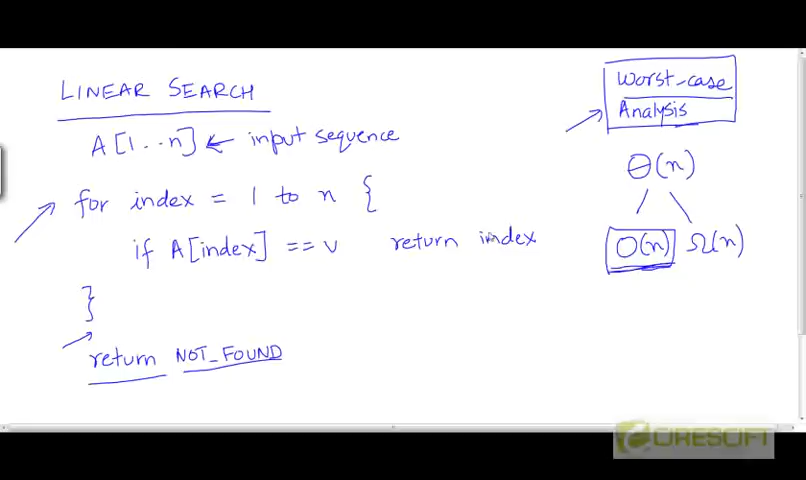 LINEAR SEARCH
A[1..n] ← input sequence
for index = 1 to n {
if A[index] == v return index
}
return NOT_FOUND
Worst-case
Analysis
Θ(n)
O(n) Ω(n)
CORESOFT